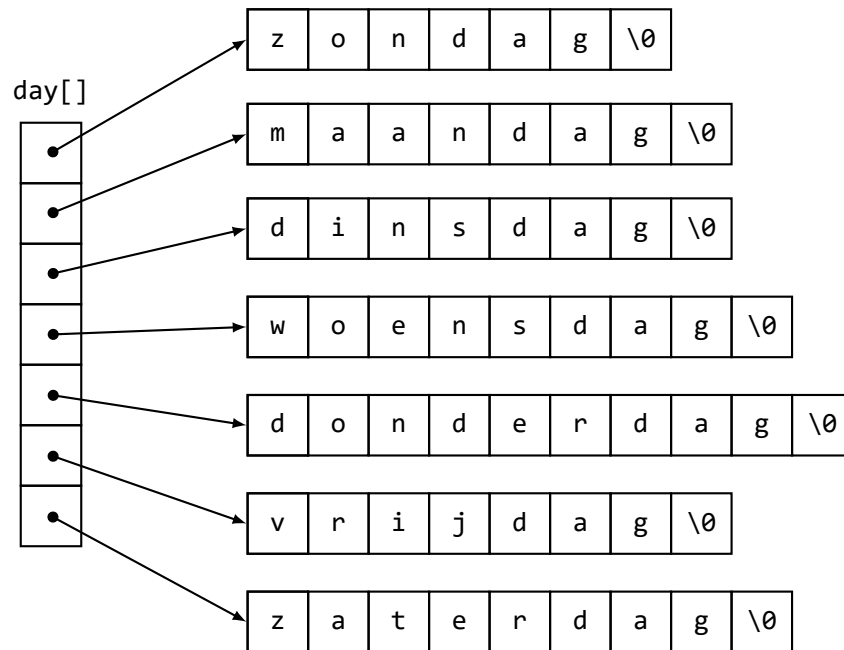 z o n d a g \0
day[]
m a a n d a g \0
d i n s d a g \0
w o e n s d a g \0
d o n d e r d a g \0
v r i j d a g \0
z a t e r d a g \0